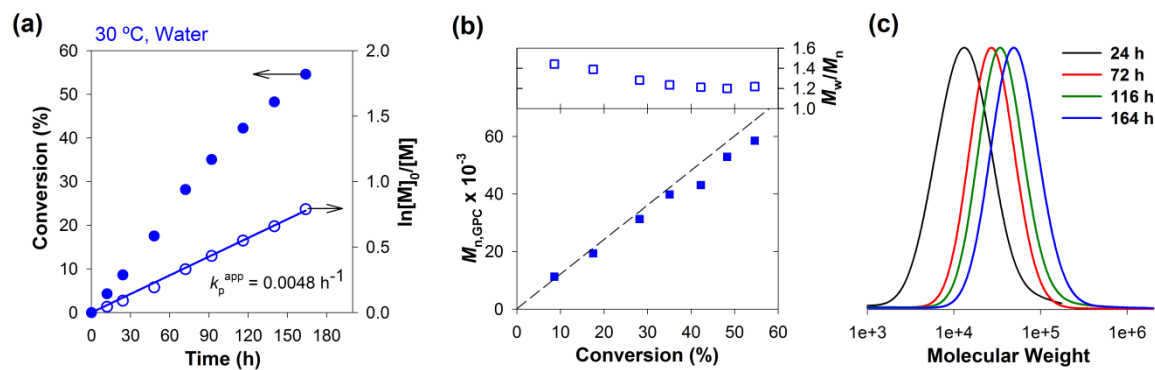 (a)
30 ºC, Water
Conversion (%)
60
50
40
30
20
10
0
2.0
1.5
1.0
0.5
0.0
ln[M]0/[M]
kp^app = 0.0048 h^-1
0 30 60 90 120 150 180
Time (h)
(b)
1.6
1.4
1.2
1.0
Mw/Mn
Mn,GPC x 10^-3
60
40
20
0
0 10 20 30 40 50 60
Conversion (%)
(c)
24 h
72 h
116 h
164 h
1e+3 1e+4 1e+5 1e+6
Molecular Weight